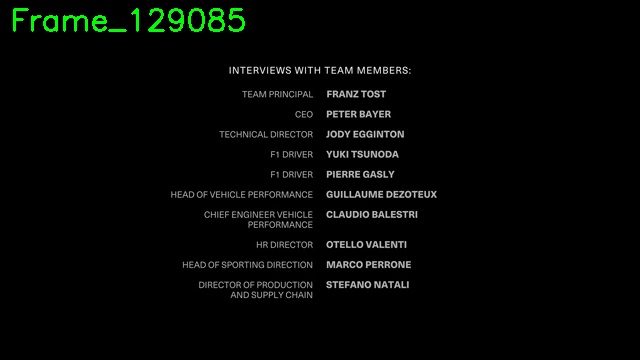 Frame_129085
INTERVIEWS WITH TEAM MEMBERS:
TEAM PRINCIPAL FRANZ TOST
CEO PETER BAYER
TECHNICAL DIRECTOR JODY EGGINTON
F1 DRIVER YUKI TSUNODA
F1 DRIVER PIERRE GASLY
HEAD OF VEHICLE PERFORMANCE GUILLAUME DEZOTEUX
CHIEF ENGINEER VEHICLE CLAUDIO BALESTRI
PERFORMANCE
HR DIRECTOR OTELLO VALENTI
HEAD OF SPORTING DIRECTION MARCO PERRONE
DIRECTOR OF PRODUCTION STEFANO NATALI
AND SUPPLY CHAIN